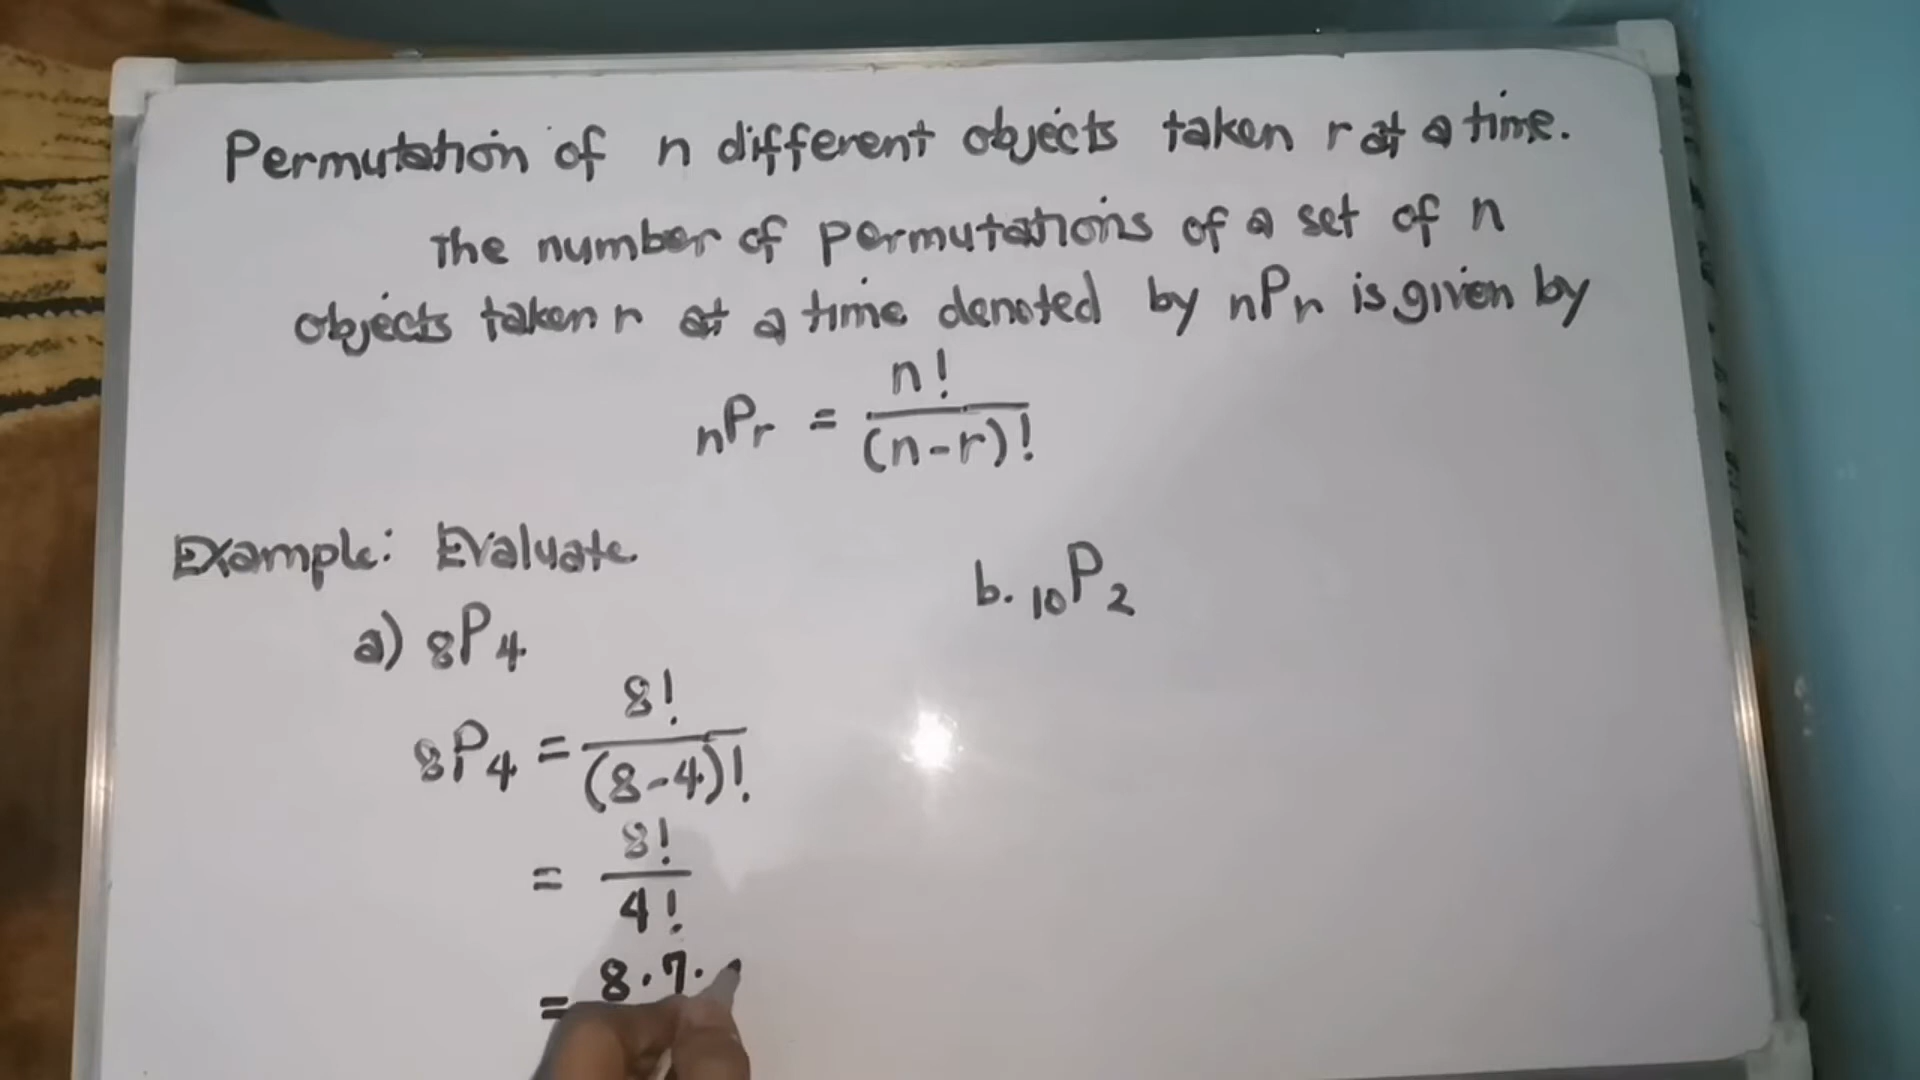 Permutation of n different objects taken r at a time.
The number of permutations of a set of n
objects taken r at a time denoted by nPr is given by
nPr = n! / (n-r)!
Example: Evaluate
a) 8P4
b. 10P2
8P4 = 8! / (8-4)!
= 8! / 4!
= 8·7·